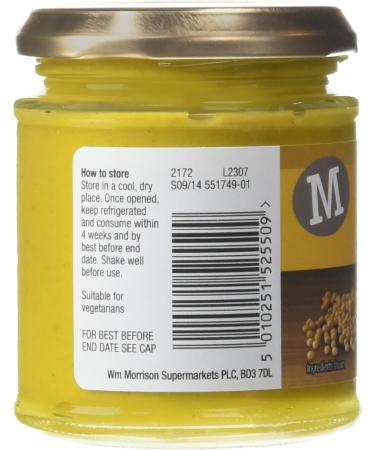 How to store
Store in a cool, dry
place. Once opened,
keep refrigerated
and consume within
4 weeks and by
best before end
date. Shake well
before use.
Suitable for
vegetarians
FOR BEST BEFORE
END DATE SEE CAP
2172 L2307
S09/14 551749-01
5 010251 525509 >
Wm Morrison Supermarkets PLC, BD3 7DL
M
Ingredients shown